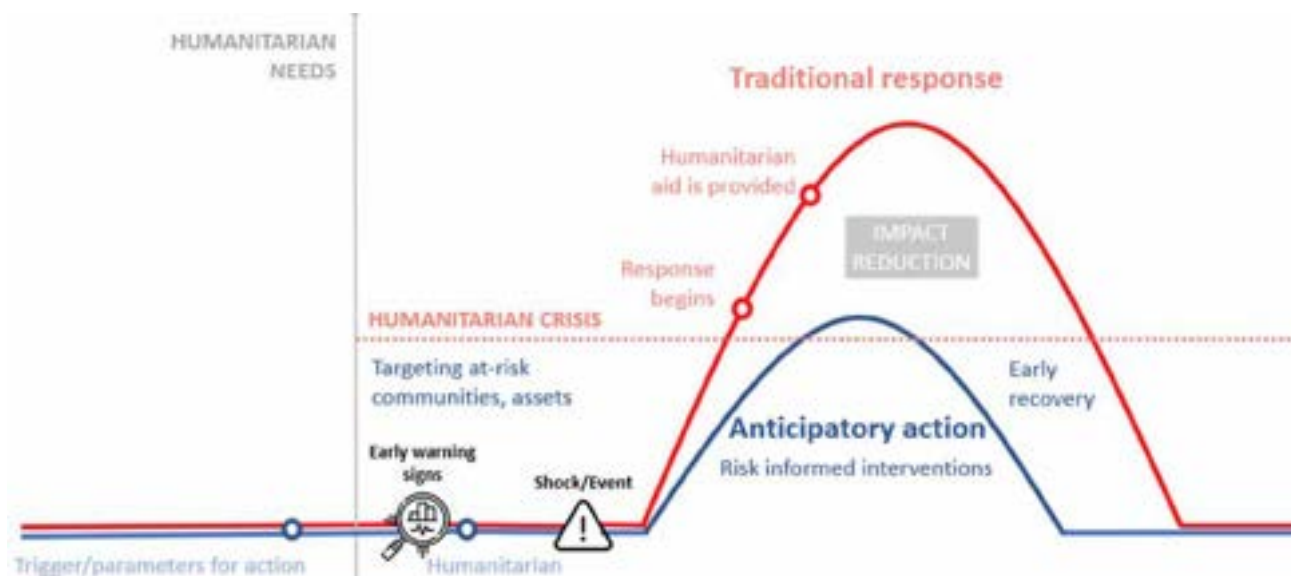 HUMANITARIAN
NEEDS
Traditional response
Humanitarian
aid is provided
IMPACT
REDUCTION
Response
begins
HUMANITARIAN CRISIS
Targeting at-risk
communities, assets
Early
recovery
Anticipatory action
Risk informed interventions
Early warning
signs
Shock/Event
!
Trigger/parameters for action
Humanitarian